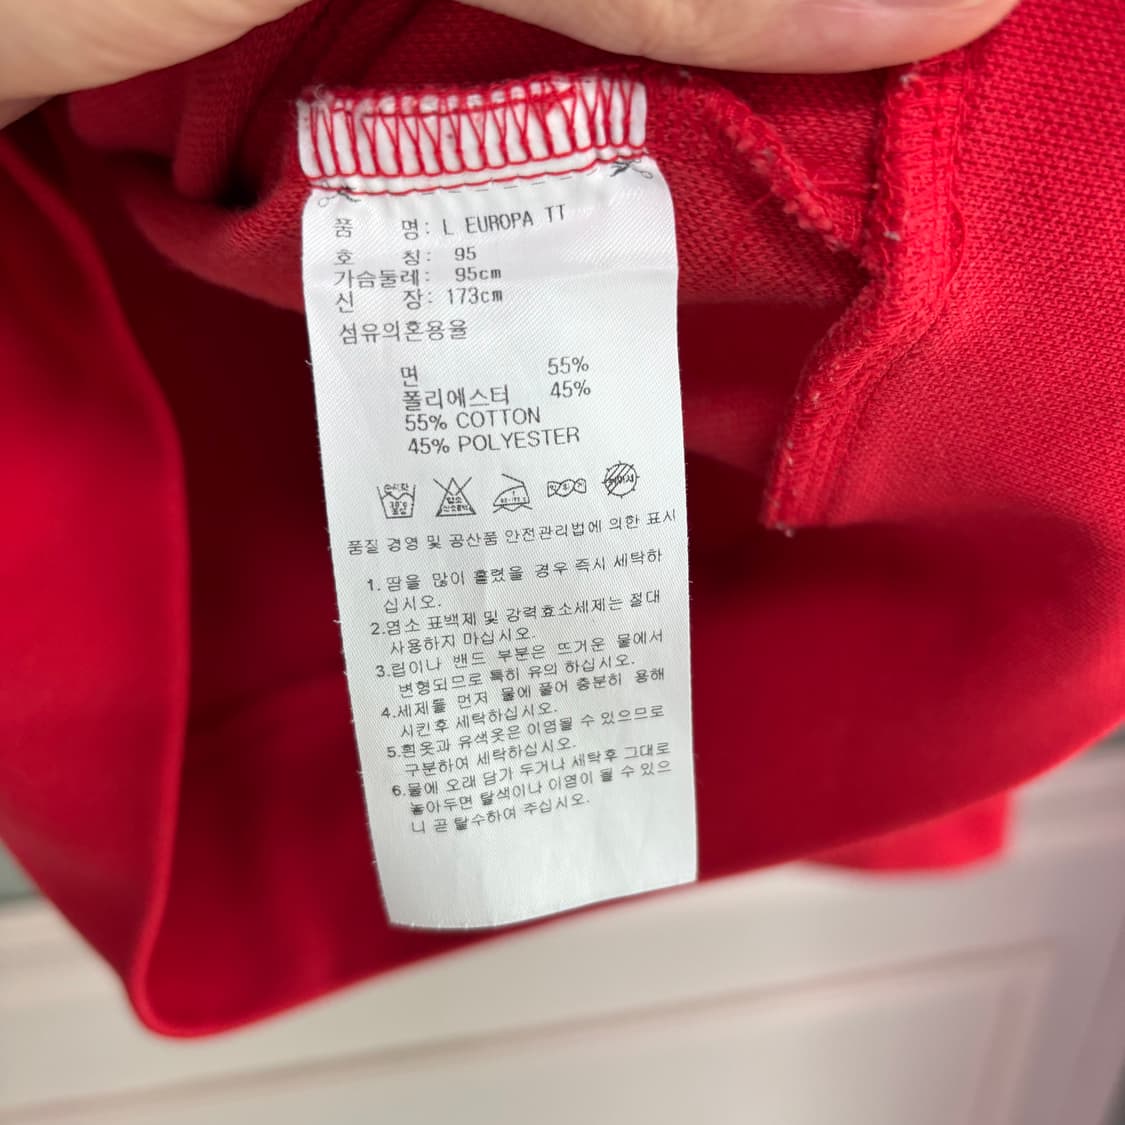 품 명: L EUROPA TT
호 칭: 95
가슴둘레: 95cm
신 장: 173cm
섬유의혼용율
면 55%
폴리에스터 45%
55% COTTON
45% POLYESTER
품질 경영 및 공산품 안전관리법에 의한 표시
1. 땀을 많이 흘렸을 경우 즉시 세탁하
십시오.
2.염소 표백제 및 강력효소세제는 절대
사용하지 마십시오.
3.립이나 밴드 부분은 뜨거운 물에서
변형되므로 특히 유의 하십시오.
4.세제를 먼저 물에 풀어 충분히 용해
시킨후 세탁하십시오.
5.흰옷과 유색옷은 이염될 수 있으므로
구분하여 세탁하십시오.
6.물에 오래 담가 두거나 세탁후 그대로
놓아두면 탈색이나 이염이 될 수 있으
니 곧 탈수하여 주십시오.